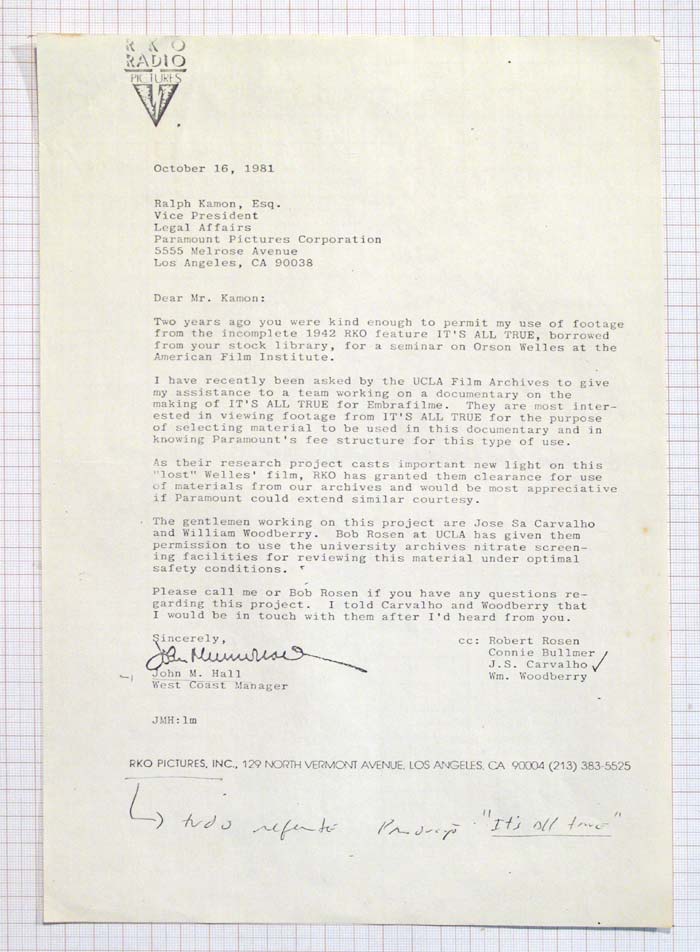 RKO
RADIO
PICTURES
October 16, 1981
Ralph Kamon, Esq.
Vice President
Legal Affairs
Paramount Pictures Corporation
5555 Melrose Avenue
Los Angeles, CA 90038
Dear Mr. Kamon:
Two years ago you were kind enough to permit my use of footage
from the incomplete 1942 RKO feature IT'S ALL TRUE, borrowed
from your stock library, for a seminar on Orson Welles at the
American Film Institute.
I have recently been asked by the UCLA Film Archives to give
my assistance to a team working on a documentary on the
making of IT'S ALL TRUE for Embrafilme. They are most inter-
ested in viewing footage from IT'S ALL TRUE for the purpose
of selecting material to be used in this documentary and in
knowing Paramount's fee structure for this type of use.
As their research project casts important new light on this
"lost" Welles' film, RKO has granted them clearance for use
of materials from our archives and would be most appreciative
if Paramount could extend similar courtesy.
The gentlemen working on this project are Jose Sa Carvalho
and William Woodberry. Bob Rosen at UCLA has given them
permission to use the university archives nitrate screen-
ing facilities for reviewing this material under optimal
safety conditions.
Please call me or Bob Rosen if you have any questions re-
garding this project. I told Carvalho and Woodberry that
I would be in touch with them after I'd heard from you.
Sincerely,
John M. Hall
West Coast Manager
cc: Robert Rosen
Connie Bullmer
J.S. Carvalho
Wm. Woodberry
JMH:lm
RKO PICTURES, INC., 129 NORTH VERMONT AVENUE, LOS ANGELES, CA 90004 (213) 383-5525
tudo "It's all true"